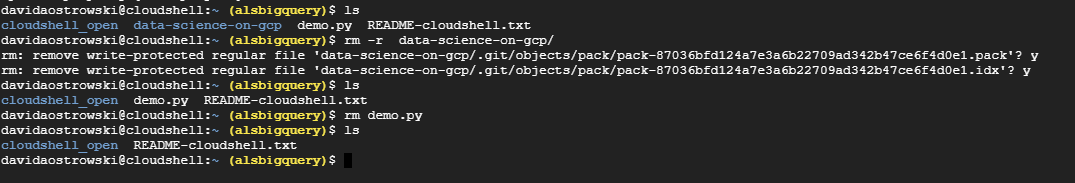 davidaostrowski@cloudshell:~ (alsbigquery)$ ls
cloudshell_open  data-science-on-gcp  demo.py  README-cloudshell.txt
davidaostrowski@cloudshell:~ (alsbigquery)$ rm -r  data-science-on-gcp/
rm: remove write-protected regular file 'data-science-on-gcp/.git/objects/pack/pack-87036bfd124a7e3a6b22709ad342b47ce6f4d0e1.pack'? y
rm: remove write-protected regular file 'data-science-on-gcp/.git/objects/pack/pack-87036bfd124a7e3a6b22709ad342b47ce6f4d0e1.idx'? y
davidaostrowski@cloudshell:~ (alsbigquery)$ ls
cloudshell_open  demo.py  README-cloudshell.txt
davidaostrowski@cloudshell:~ (alsbigquery)$ rm demo.py
davidaostrowski@cloudshell:~ (alsbigquery)$ ls
cloudshell_open  README-cloudshell.txt
davidaostrowski@cloudshell:~ (alsbigquery)$